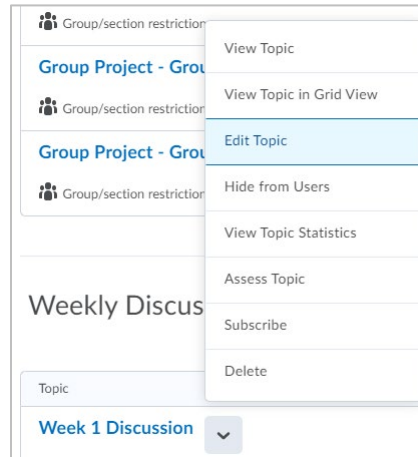 Group/section restriction
Group Project - Grou
Group/section restriction
Group Project - Grou
Group/section restriction
View Topic
View Topic in Grid View
Edit Topic
Hide from Users
View Topic Statistics
Assess Topic
Subscribe
Delete
Weekly Discus
Topic
Week 1 Discussion